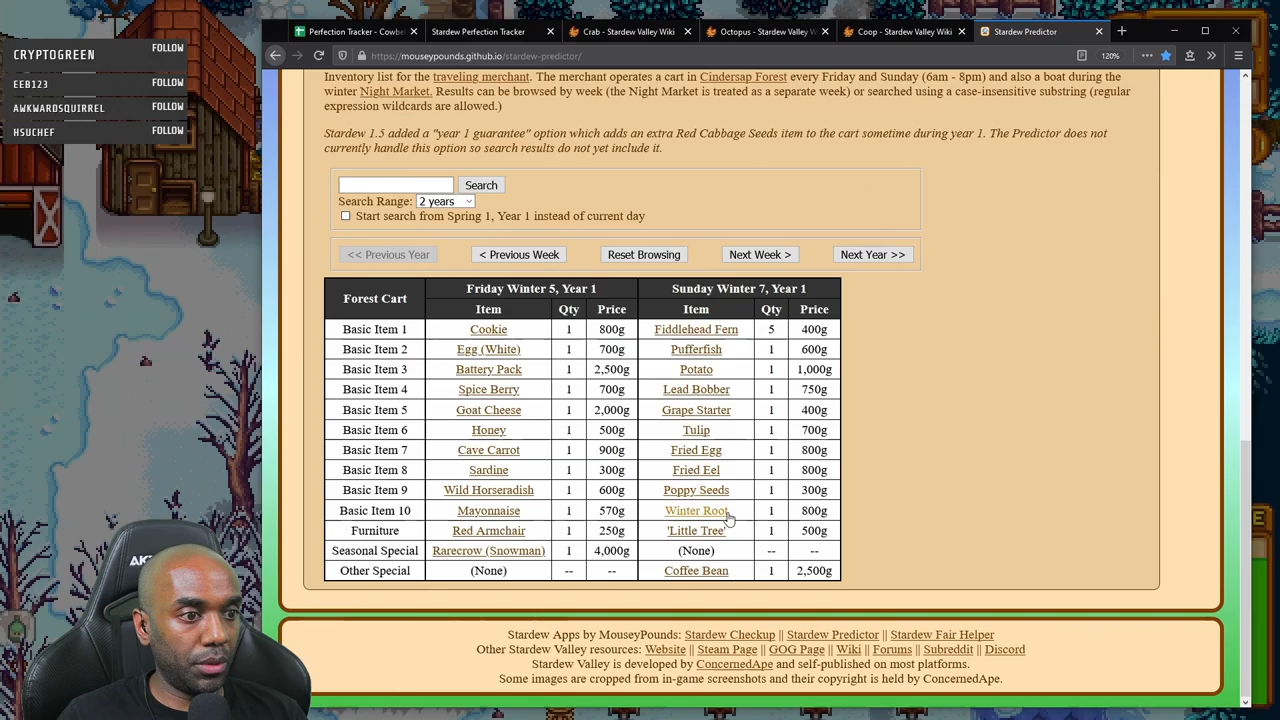 CRYPTOGREEN FOLLOW
EEB123 FOLLOW
AWKWARDSQUIRREL FOLLOW
HSUCHEF FOLLOW
Perfection Tracker - Cowbel
Stardew Perfection Tracker
Crab - Stardew Valley Wiki
Octopus - Stardew Valley W
Coop - Stardew Valley Wiki
Stardew Predictor
https://mouseypounds.github.io/stardew-predictor/
120%
Inventory list for the traveling merchant. The merchant operates a cart in Cindersap Forest every Friday and Sunday (6am - 8pm) and also a boat during the
winter Night Market. Results can be browsed by week (the Night Market is treated as a separate week) or searched using a case-insensitive substring (regular
expression wildcards are allowed.)
Stardew 1.5 added a "year 1 guarantee" option which adds an extra Red Cabbage Seeds item to the cart sometime during year 1. The Predictor does not
currently handle this option so search results do not yet include it.
Search
Search Range: 2 years
Start search from Spring 1, Year 1 instead of current day
<< Previous Year < Previous Week Reset Browsing Next Week > Next Year >>
Forest Cart Friday Winter 5, Year 1 Sunday Winter 7, Year 1
Item Qty Price Item Qty Price
Basic Item 1 Cookie 1 800g Fiddlehead Fern 5 400g
Basic Item 2 Egg (White) 1 700g Pufferfish 1 600g
Basic Item 3 Battery Pack 1 2,500g Potato 1 1,000g
Basic Item 4 Spice Berry 1 700g Lead Bobber 1 750g
Basic Item 5 Goat Cheese 1 2,000g Grape Starter 1 400g
Basic Item 6 Honey 1 500g Tulip 1 700g
Basic Item 7 Cave Carrot 1 900g Fried Egg 1 800g
Basic Item 8 Sardine 1 300g Fried Eel 1 800g
Basic Item 9 Wild Horseradish 1 600g Poppy Seeds 1 300g
Basic Item 10 Mayonnaise 1 570g Winter Root 1 800g
Furniture Red Armchair 1 250g 'Little Tree' 1 500g
Seasonal Special Rarecrow (Snowman) 1 4,000g (None) -- --
Other Special (None) -- -- Coffee Bean 1 2,500g
Stardew Apps by MouseyPounds: Stardew Checkup || Stardew Predictor || Stardew Fair Helper
Other Stardew Valley resources: Website || Steam Page || GOG Page || Wiki || Forums || Subreddit || Discord
Stardew Valley is developed by ConcernedApe and self-published on most platforms.
Some images are cropped from in-game screenshots and their copyright is held by ConcernedApe.